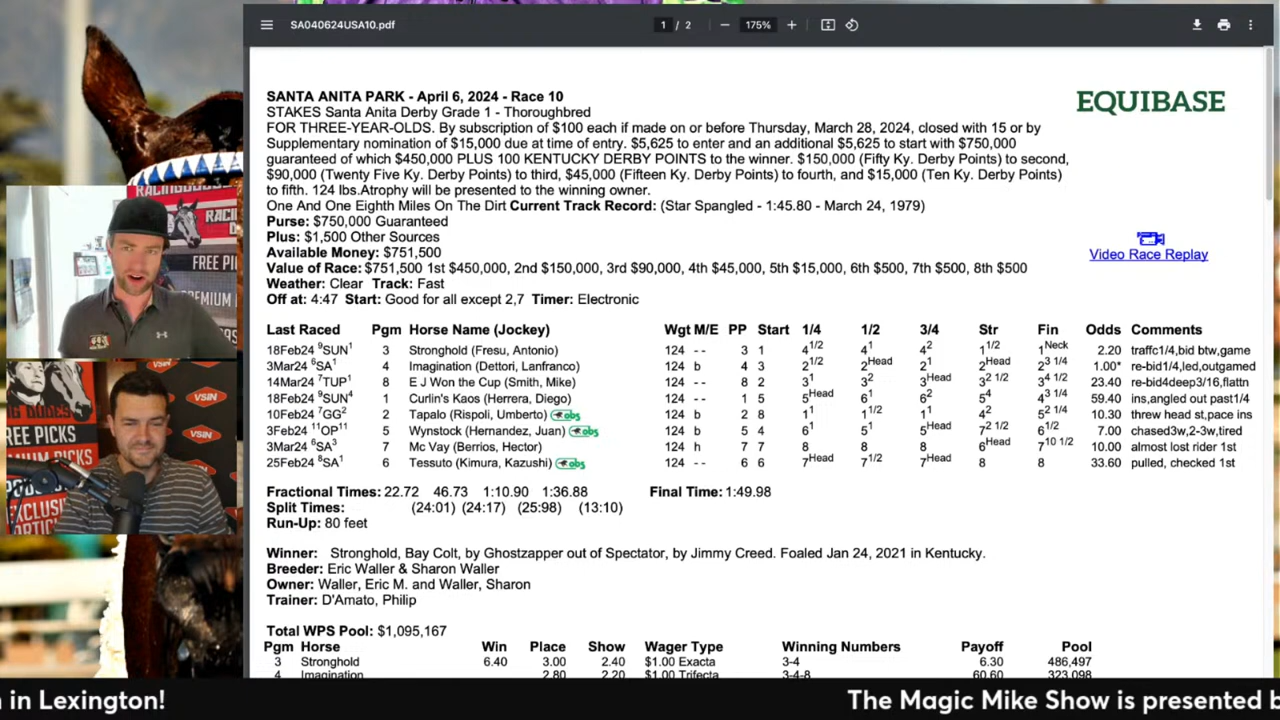 SA040624USA10.pdf
1 / 2
175%
SANTA ANITA PARK - April 6, 2024 - Race 10
EQUIBASE
STAKES Santa Anita Derby Grade 1 - Thoroughbred
FOR THREE-YEAR-OLDS. By subscription of $100 each if made on or before Thursday, March 28, 2024, closed with 15 or by
Supplementary nomination of $15,000 due at time of entry. $5,625 to enter and an additional $5,625 to start with $750,000
guaranteed of which $450,000 PLUS 100 KENTUCKY DERBY POINTS to the winner. $150,000 (Fifty Ky. Derby Points) to second,
$90,000 (Twenty Five Ky. Derby Points) to third, $45,000 (Fifteen Ky. Derby Points) to fourth, and $15,000 (Ten Ky. Derby Points)
to fifth. 124 lbs.Atrophy will be presented to the winning owner.
One And One Eighth Miles On The Dirt Current Track Record: (Star Spangled - 1:45.80 - March 24, 1979)
Purse: $750,000 Guaranteed
Plus: $1,500 Other Sources
Available Money: $751,500
Video Race Replay
Value of Race: $751,500 1st $450,000, 2nd $150,000, 3rd $90,000, 4th $45,000, 5th $15,000, 6th $500, 7th $500, 8th $500
Weather: Clear Track: Fast
Off at: 4:47 Start: Good for all except 2,7 Timer: Electronic
Last Raced Pgm Horse Name (Jockey) Wgt M/E PP Start 1/4 1/2 3/4 Str Fin Odds Comments
18Feb24 9SUN1 3 Stronghold (Fresu, Antonio) 124 - - 3 1 4 1/2 4 1 4 2 1 1/2 1 Neck 2.20 traffc1/4,bid btw,game
3Mar24 6SA1 4 Imagination (Dettori, Lanfranco) 124 b 4 3 2 1/2 2 Head 2 1 2 Head 2 3 1/4 1.00* re-bid1/4,led,outgamed
14Mar24 7TUP1 8 E J Won the Cup (Smith, Mike) 124 - - 8 2 3 1 3 2 3 Head 3 2 1/2 3 4 1/2 23.40 re-bid4deep3/16,flattn
18Feb24 9SUN4 1 Curlin's Kaos (Herrera, Diego) 124 - - 1 5 5 Head 6 1 6 2 5 4 4 3 1/4 59.40 ins,angled out past1/4
10Feb24 7GG2 2 Tapalo (Rispoli, Umberto) obs 124 b 2 8 1 1 1 1/2 1 1 4 2 5 2 1/4 10.30 threw head st,pace ins
3Feb24 11OP11 5 Wynstock (Hernandez, Juan) obs 124 b 5 4 6 1 5 1 5 Head 7 2 1/2 6 1/2 7.00 chased3w,2-3w,tired
3Mar24 6SA3 7 Mc Vay (Berrios, Hector) 124 h 7 7 8 8 8 6 Head 7 10 1/2 10.00 almost lost rider 1st
25Feb24 8SA1 6 Tessuto (Kimura, Kazushi) obs 124 - - 6 6 7 Head 7 1/2 7 Head 8 8 33.60 pulled, checked 1st
Fractional Times: 22.72 46.73 1:10.90 1:36.88 Final Time: 1:49.98
Split Times: (24:01) (24:17) (25:98) (13:10)
Run-Up: 80 feet
Winner: Stronghold, Bay Colt, by Ghostzapper out of Spectator, by Jimmy Creed. Foaled Jan 24, 2021 in Kentucky.
Breeder: Eric Waller & Sharon Waller
Owner: Waller, Eric M. and Waller, Sharon
Trainer: D'Amato, Philip
Total WPS Pool: $1,095,167
Pgm Horse Win Place Show Wager Type Winning Numbers Payoff Pool
3 Stronghold 6.40 3.00 2.40 $1.00 Exacta 3-4 6.30 486,497
4 Imagination 2.80 2.20 $1.00 Trifecta 3-4-8 60.60 323,098
FREE PI
VSiN
VSiN
REE PICKS
n in Lexington!
The Magic Mike Show is presented b